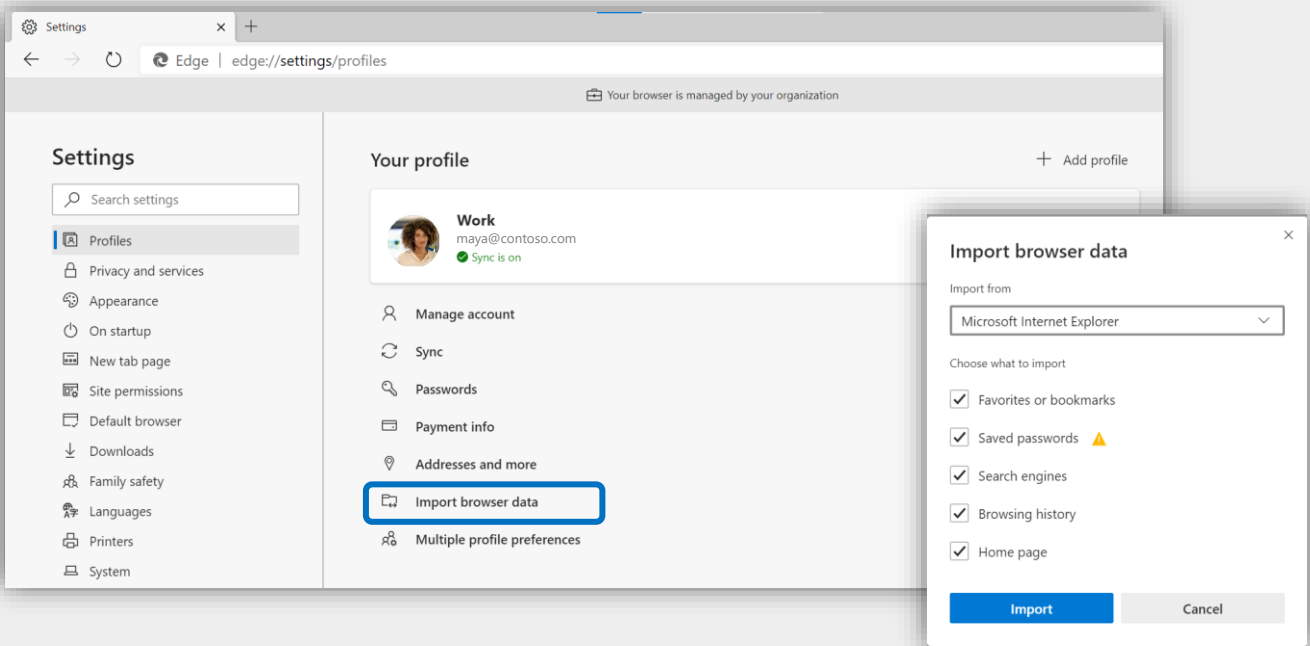 Settings
Edge | edge://settings/profiles
Your browser is managed by your organization
Settings
Search settings
Profiles
Privacy and services
Appearance
On startup
New tab page
Site permissions
Default browser
Downloads
Family safety
Languages
Printers
System
Your profile
Add profile
Work
maya@contoso.com
Sync is on
Manage account
Sync
Passwords
Payment info
Addresses and more
Import browser data
Multiple profile preferences
Import browser data
Import from
Microsoft Internet Explorer
Choose what to import
Favorites or bookmarks
Saved passwords
Search engines
Browsing history
Home page
Import
Cancel